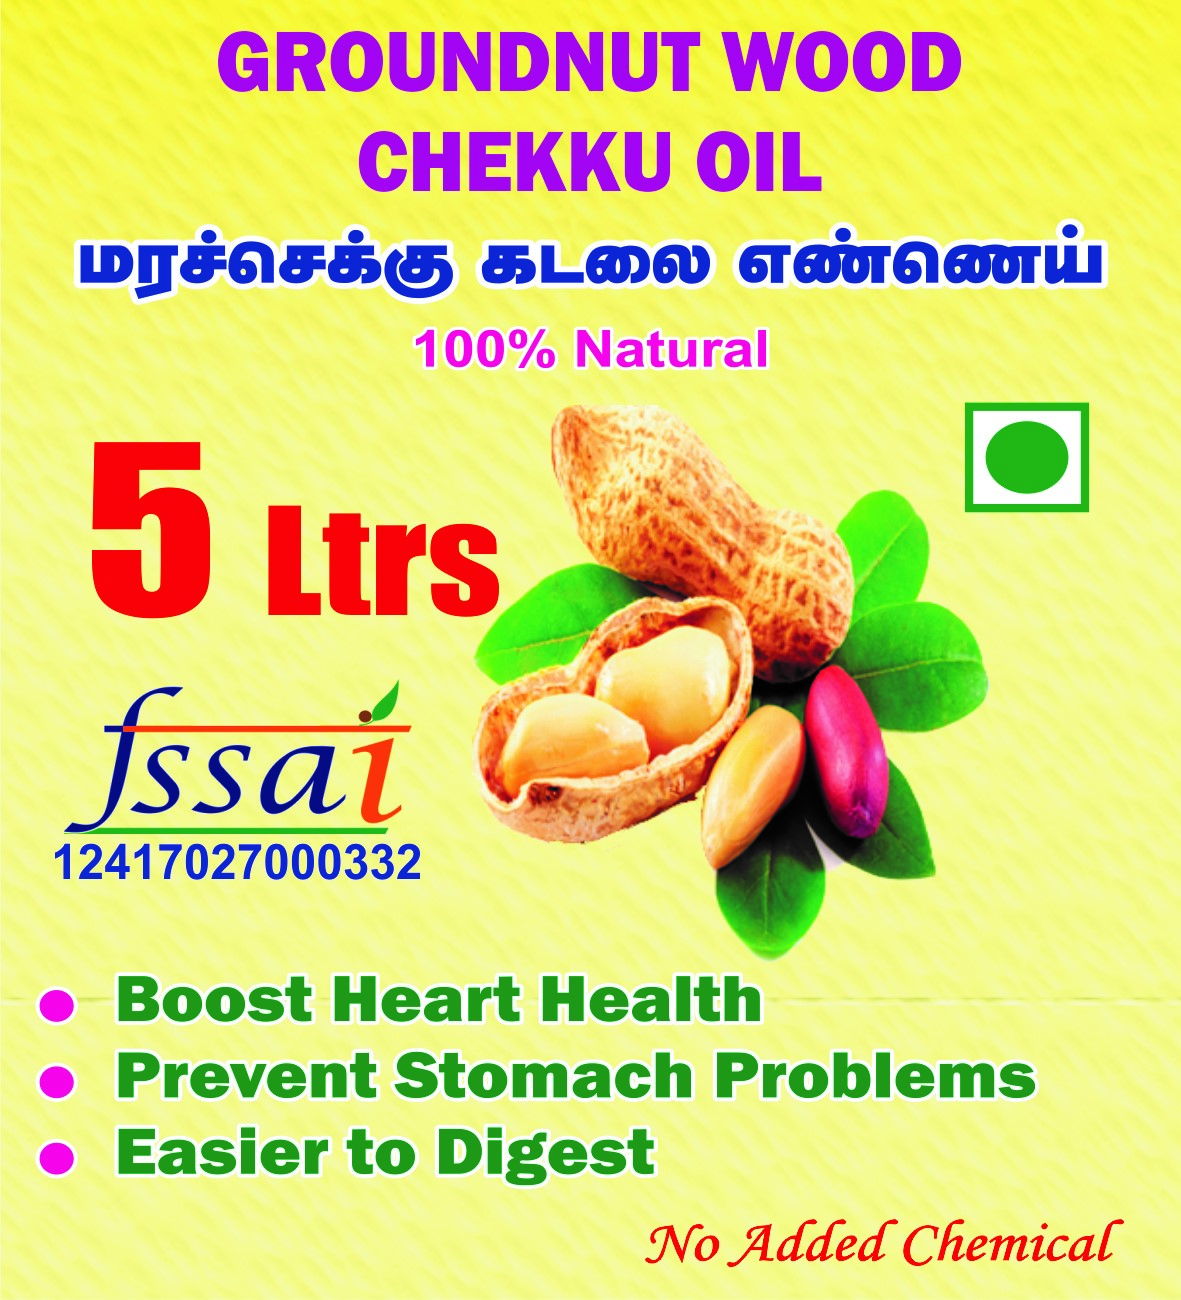 GROUNDNUT WOOD
CHEKKU OIL
மரச்செக்கு கடலை எண்ணெய்
100% Natural
5 Ltrs
fssai
12417027000332
Boost Heart Health
Prevent Stomach Problems
Easier to Digest
No Added Chemical